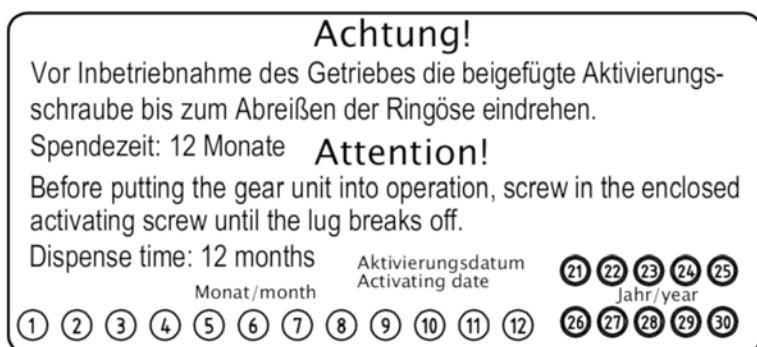 Achtung!
Vor Inbetriebnahme des Getriebes die beigefügte Aktivierungs-
schraube bis zum Abreißen der Ringöse eindrehen.
Spendezeit: 12 Monate Attention!
Before putting the gear unit into operation, screw in the enclosed
activating screw until the lug breaks off.
Dispense time: 12 months
Aktivierungsdatum
Activating date
21 22 23 24 25
Monat/month
Jahr/year
1 2 3 4 5 6 7 8 9 10 11 12
26 27 28 29 30